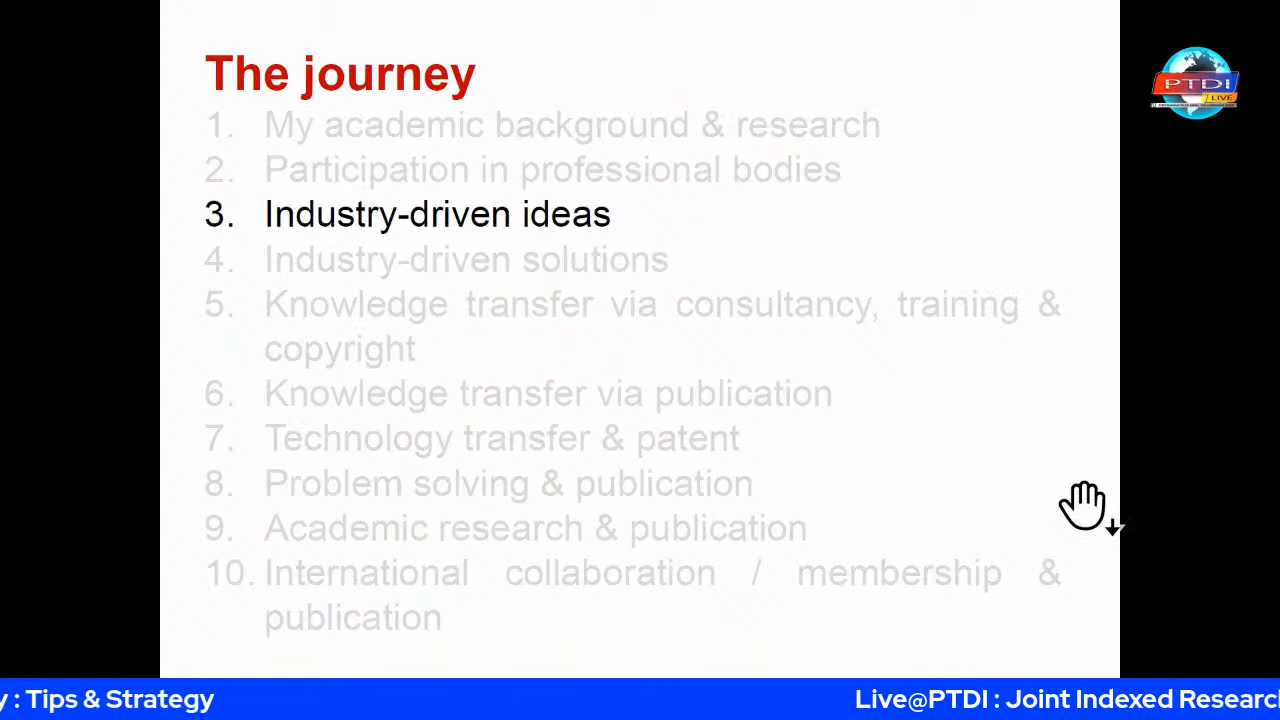 The journey
1. My academic background & research
2. Participation in professional bodies
3. Industry-driven ideas
4. Industry-driven solutions
5. Knowledge transfer via consultancy, training &
copyright
6. Knowledge transfer via publication
7. Technology transfer & patent
8. Problem solving & publication
9. Academic research & publication
10. International collaboration / membership &
publication
PTDI
LIVE
y : Tips & Strategy
Live@PTDI : Joint Indexed Research